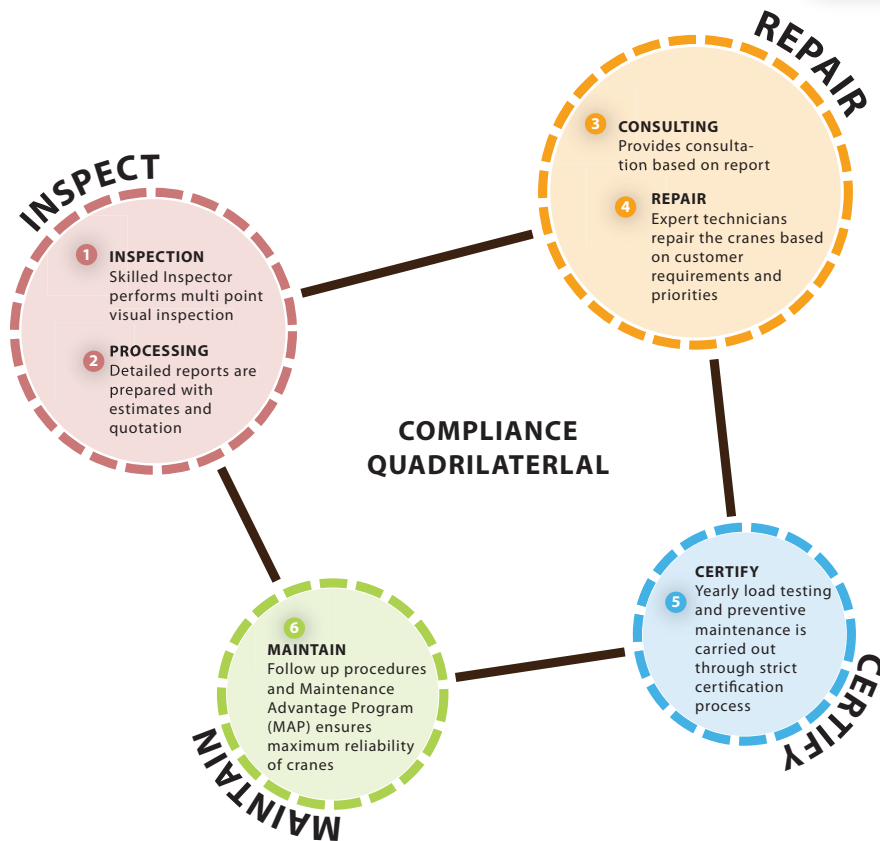 INSPECT
1
INSPECTION
Skilled Inspector
performs multi point
visual inspection
2
PROCESSING
Detailed reports are
prepared with
estimates and
quotation
REPAIR
3
CONSULTING
Provides consulta-
tion based on report
4
REPAIR
Expert technicians
repair the cranes based
on customer
requirements and
priorities
COMPLIANCE
QUADRILATERLAL
5
CERTIFY
Yearly load testing
and preventive
maintenance is
carried out
through strict
certification
process
CERTIFY
6
MAINTAIN
Follow up procedures
and Maintenance
Advantage Program
(MAP) ensures
maximum reliability
of cranes
MAINTAIN